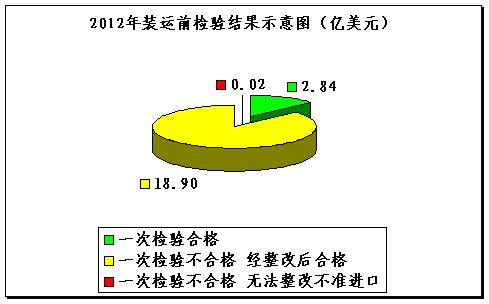 2012年装运前检验结果示意图（亿美元）
0.02
2.84
18.90
一次检验合格
一次检验不合格 经整改后合格
一次检验不合格 无法整改不准进口